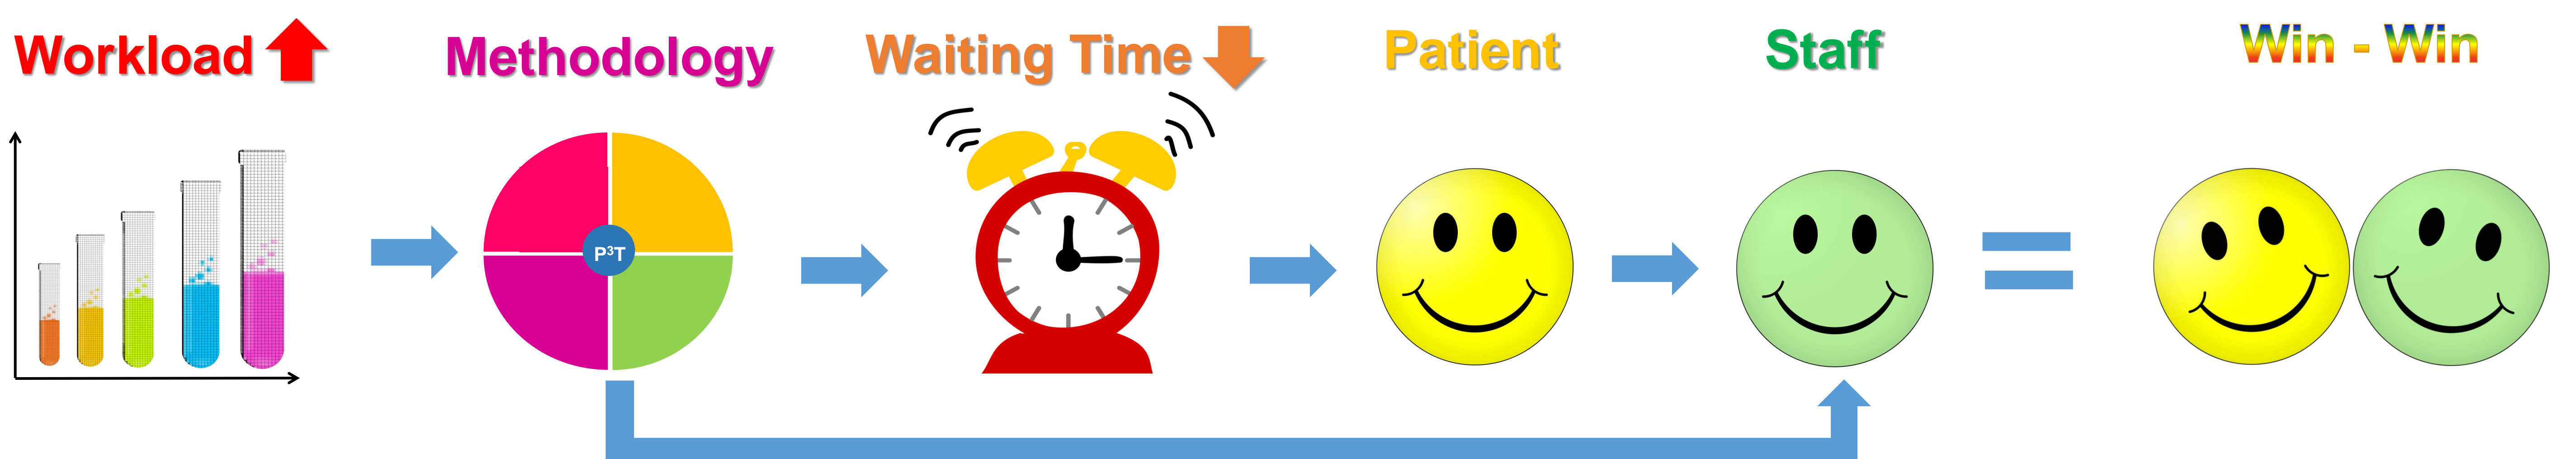 Workload
Methodology
Waiting Time
Patient
Staff
Win - Win
P³T